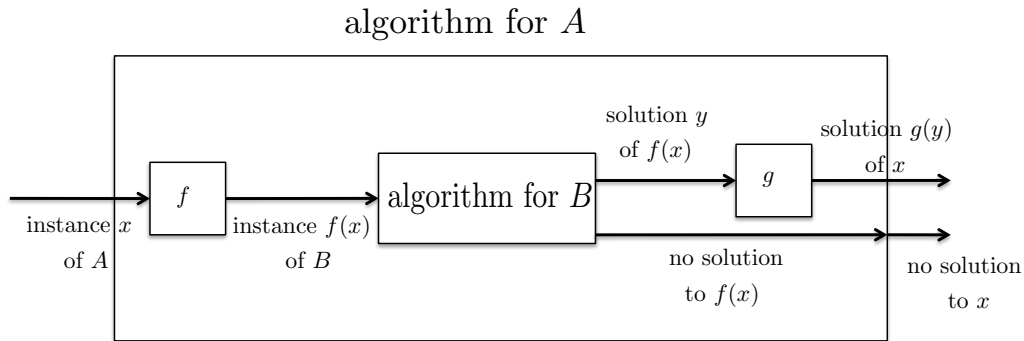 algorithm for A
solution y
of f(x)
solution g(y)
of x
f
algorithm for B
g
instance x
of A
instance f(x)
of B
no solution
to f(x)
no solution
to x